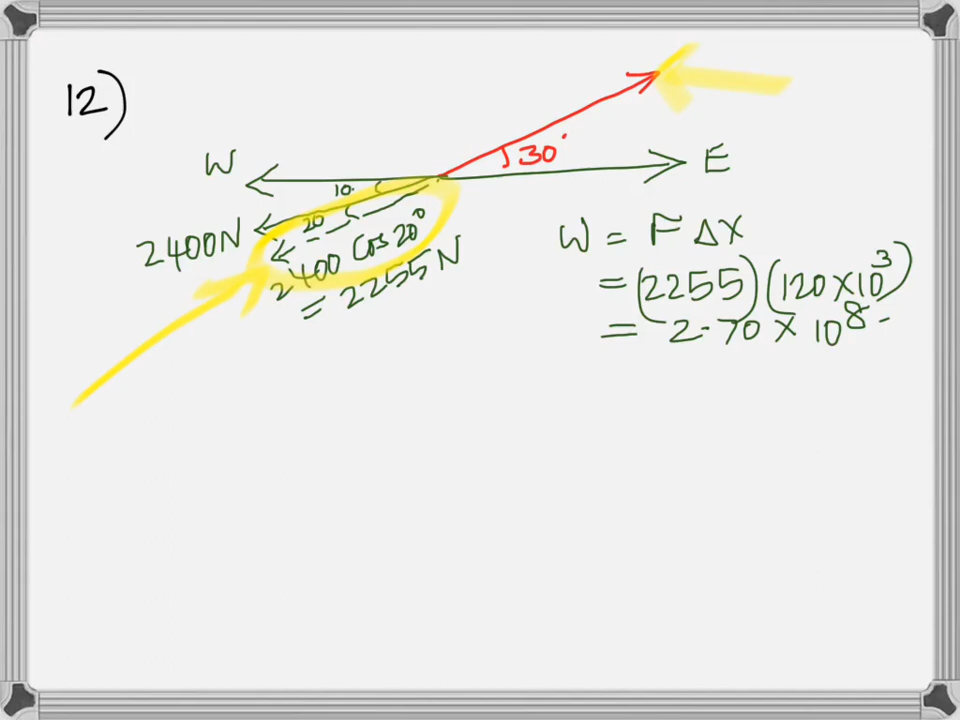 12)
30°
W
E
10°
20
2400N
2400 Cos 20°
= 2255 N
W = F Δx
= (2255)(120×10³)
= 2.70 × 10⁸